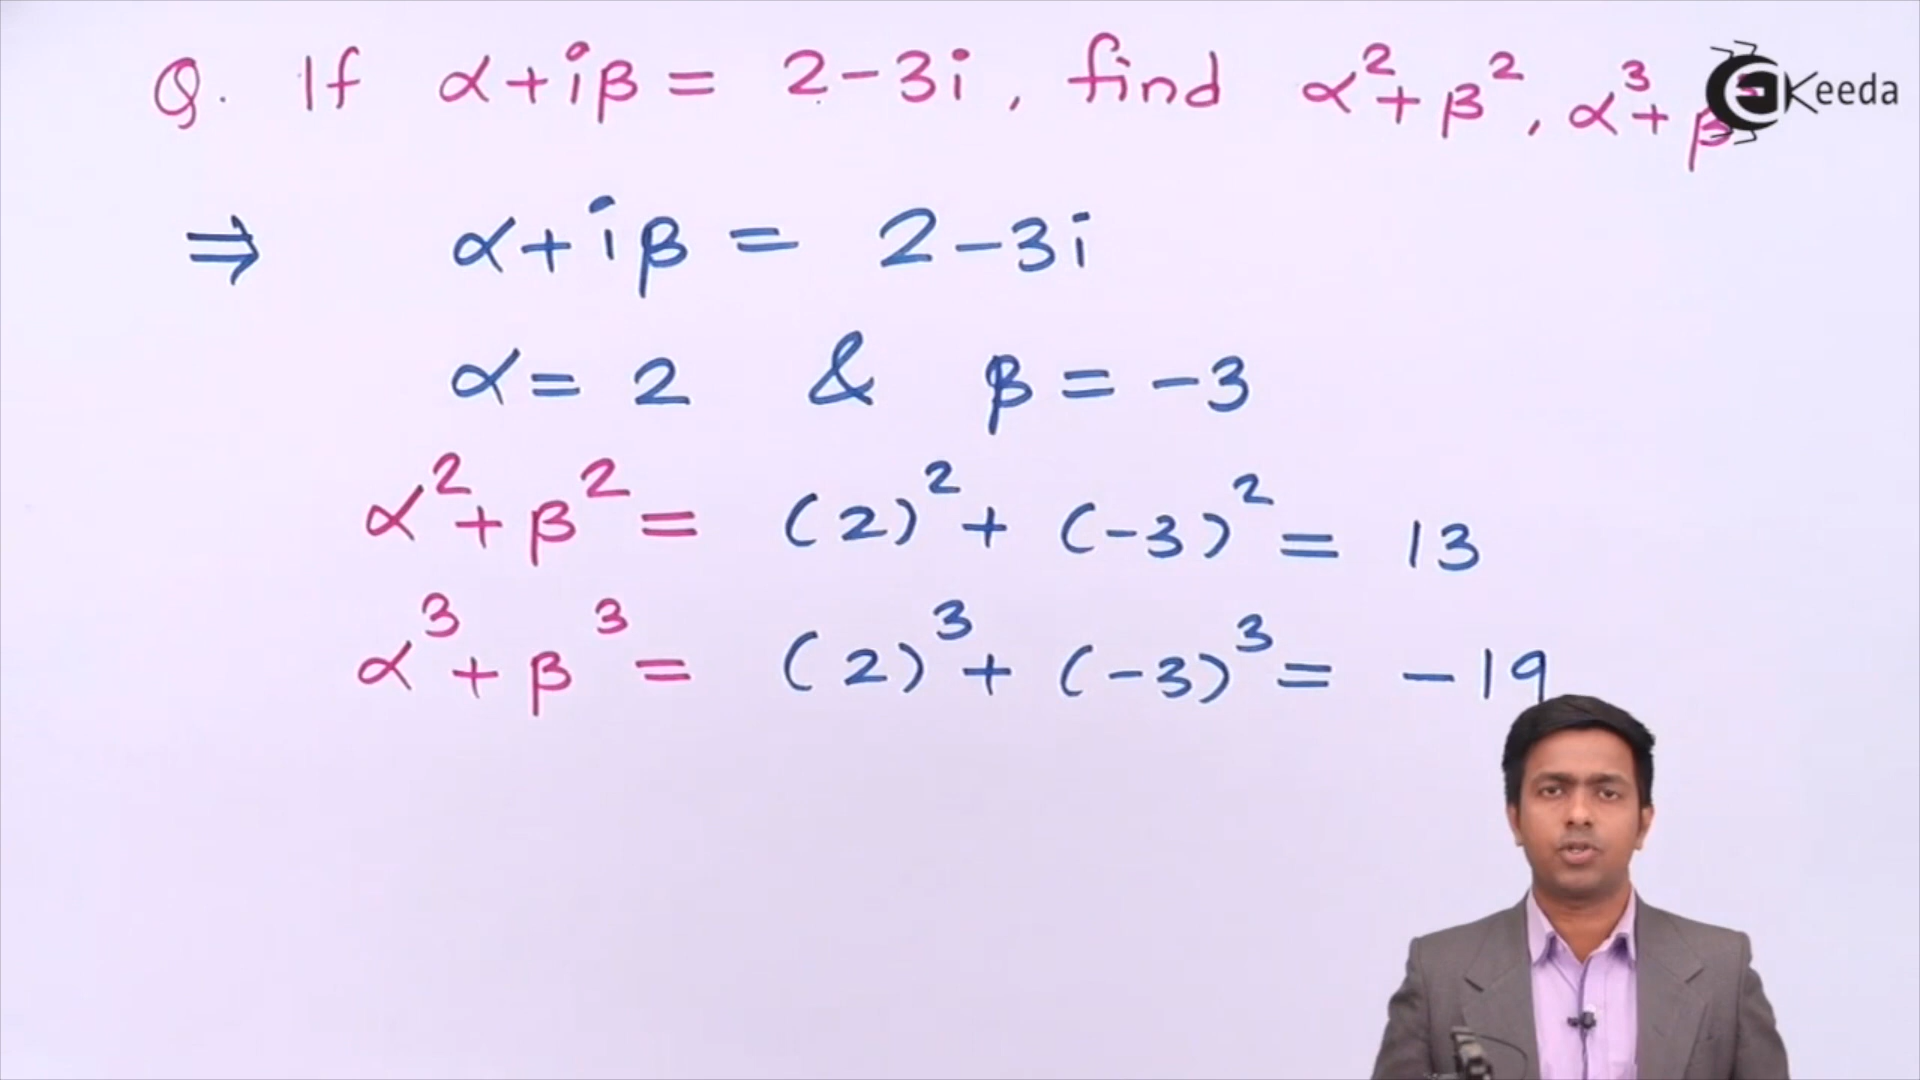 Q. If α+iβ = 2-3i, find α²+β², α³+β
Keeda
⇒ α+iβ = 2-3i
α = 2 & β = -3
α²+β² = (2)²+(-3)² = 13
α³+β³ = (2)³+(-3)³ = -19